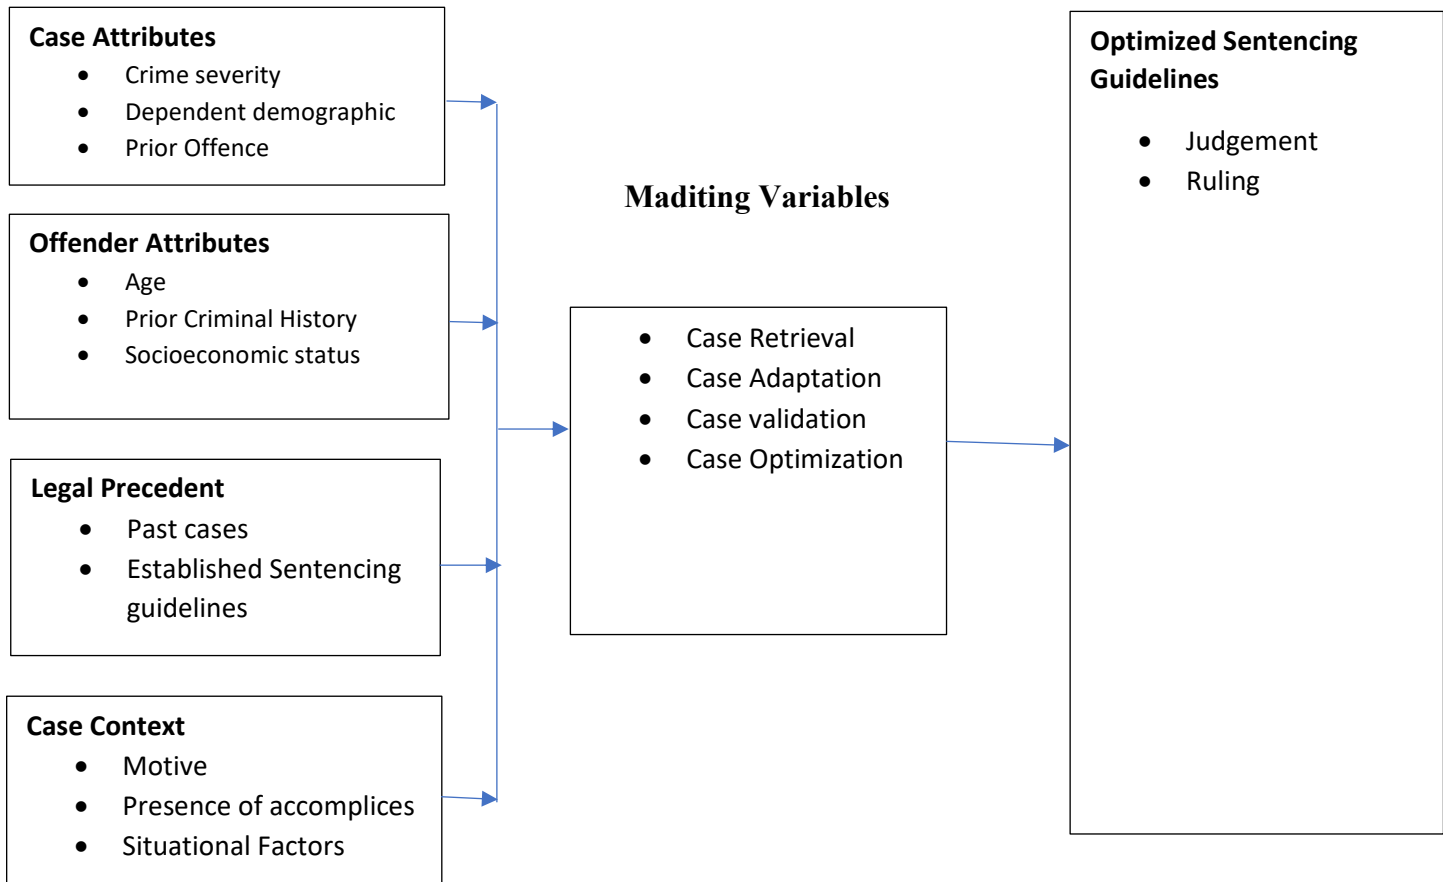 Case Attributes
• Crime severity
• Dependent demographic
• Prior Offence
Offender Attributes
• Age
• Prior Criminal History
• Socioeconomic status
Legal Precedent
• Past cases
• Established Sentencing
guidelines
Case Context
• Motive
• Presence of accomplices
• Situational Factors
Maditing Variables
• Case Retrieval
• Case Adaptation
• Case validation
• Case Optimization
Optimized Sentencing
Guidelines
• Judgement
• Ruling